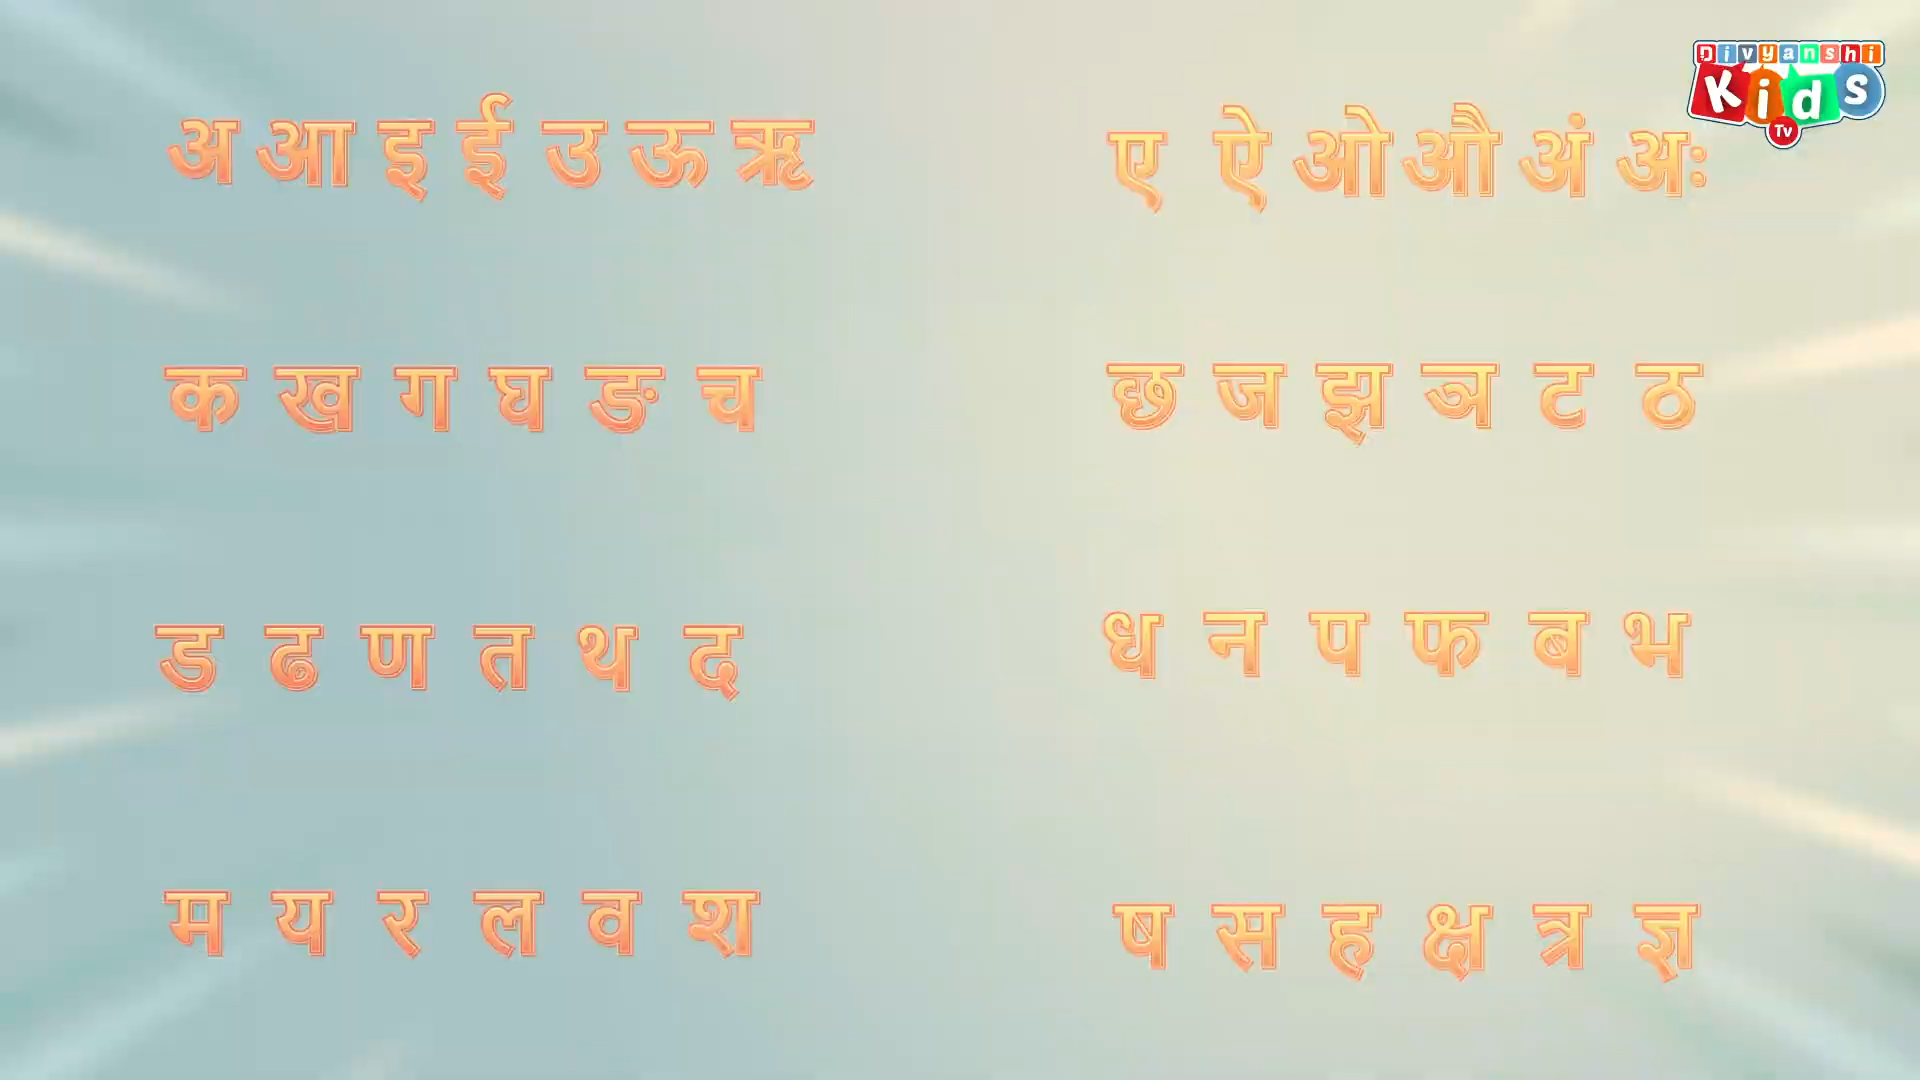 Divyanshi
Kids
Tv
अ आ इ ई उ ऊ ऋ
ए ऐ ओ औ अं अः
क ख ग घ ङ च
छ ज झ ञ ट ठ
ड ढ ण त थ द
ध न प फ ब भ
म य र ल व श
ष स ह क्ष त्र ज्ञ